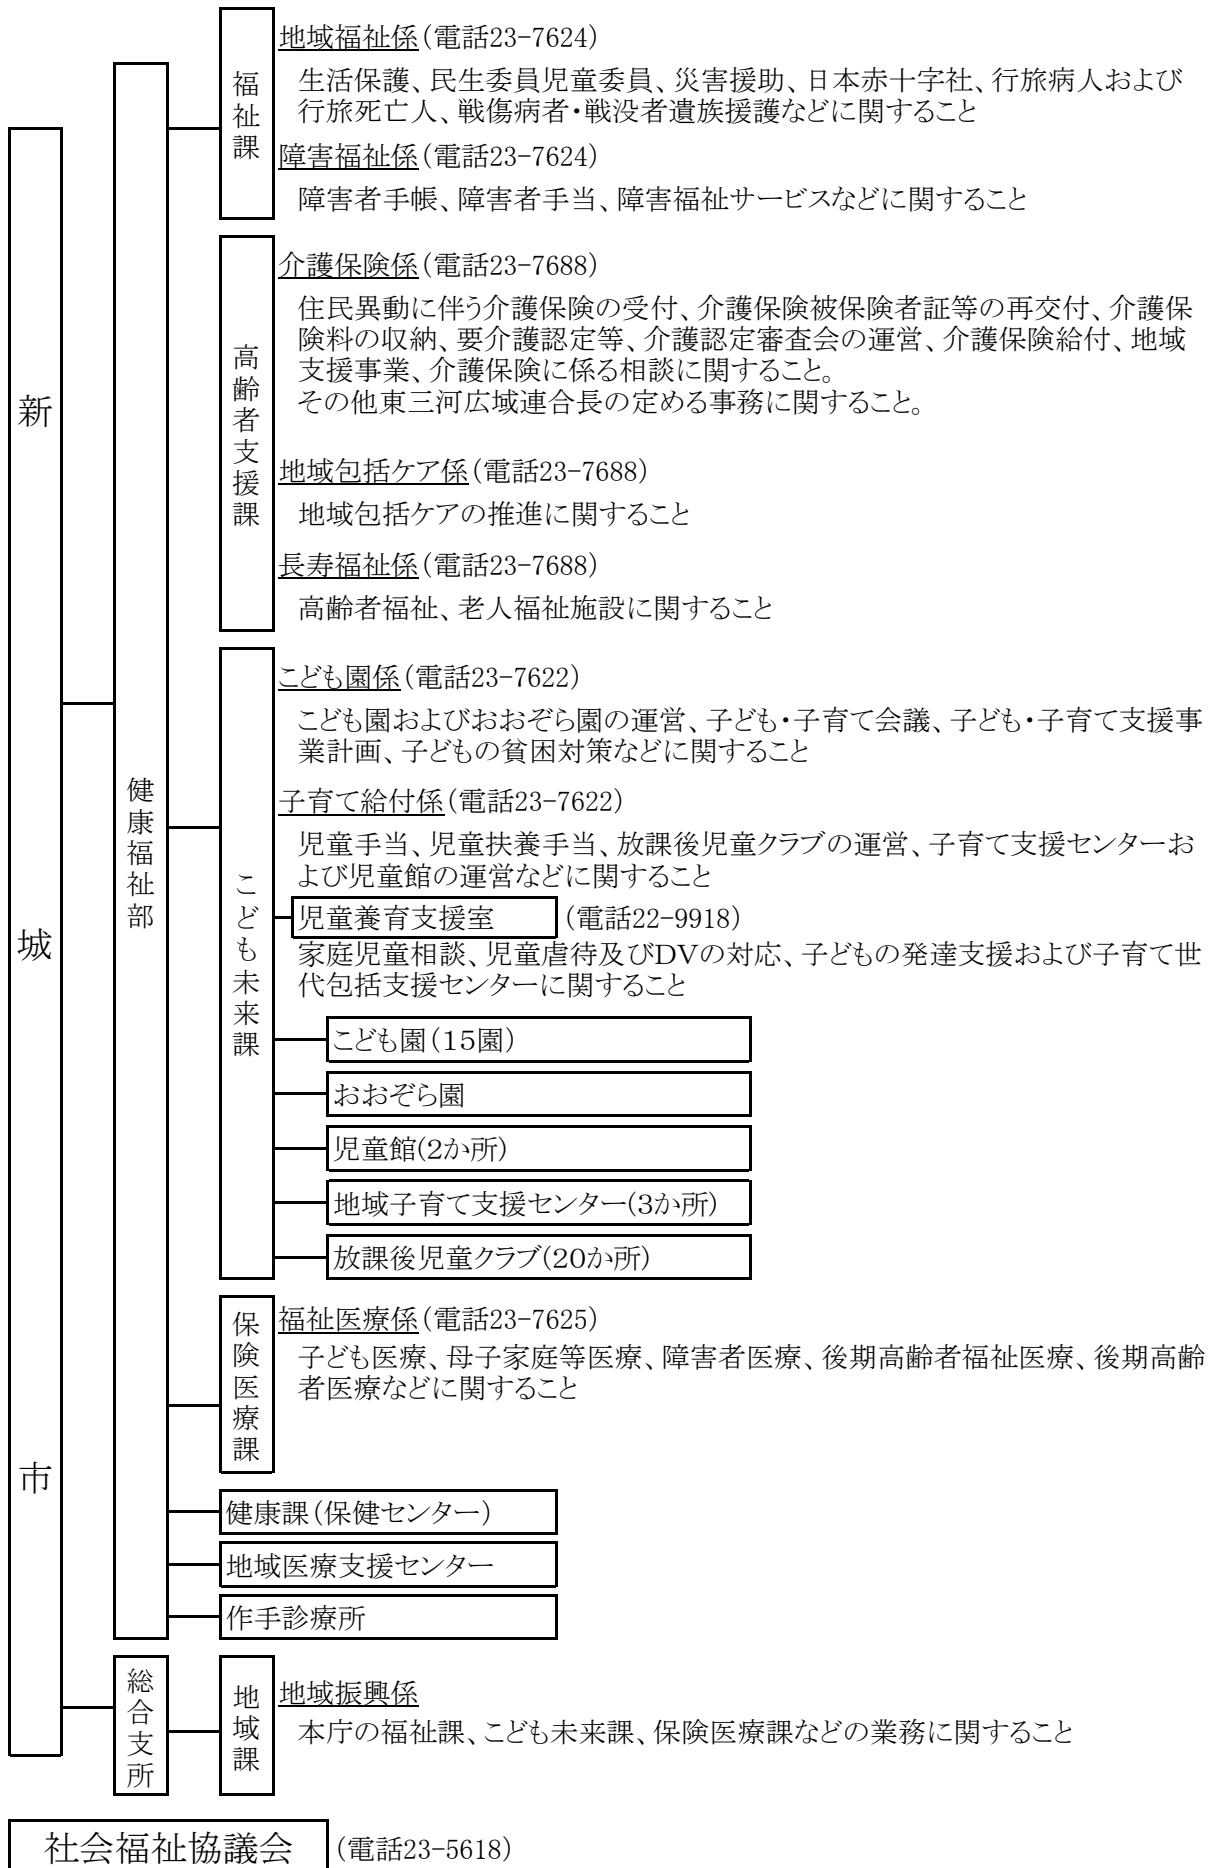 新城市
健康福祉部
福祉課
地域福祉係(電話23-7624)
生活保護、民生委員児童委員、災害援助、日本赤十字社、行旅病人および
行旅死亡人、戦傷病者・戦没者遺族援護などに関すること
障害福祉係(電話23-7624)
障害者手帳、障害者手当、障害福祉サービスなどに関すること
高齢者支援課
介護保険係(電話23-7688)
住民異動に伴う介護保険の受付、介護保険被保険者証等の再交付、介護保
険料の収納、要介護認定等、介護認定審査会の運営、介護保険給付、地域
支援事業、介護保険に係る相談に関すること。
その他東三河広域連合長の定める事務に関すること。
地域包括ケア係(電話23-7688)
地域包括ケアの推進に関すること
長寿福祉係(電話23-7688)
高齢者福祉、老人福祉施設に関すること
こども未来課
こども園係(電話23-7622)
こども園およびおおぞら園の運営、子ども・子育て会議、子ども・子育て支援事
業計画、子どもの貧困対策などに関すること
子育て給付係(電話23-7622)
児童手当、児童扶養手当、放課後児童クラブの運営、子育て支援センターお
よび児童館の運営などに関すること
児童養育支援室 (電話22-9918)
家庭児童相談、児童虐待及びDVの対応、子どもの発達支援および子育て世
代包括支援センターに関すること
こども園(15園)
おおぞら園
児童館(2か所)
地域子育て支援センター(3か所)
放課後児童クラブ(20か所)
保険医療課
福祉医療係(電話23-7625)
子ども医療、母子家庭等医療、障害者医療、後期高齢者福祉医療、後期高齢
者医療などに関すること
健康課(保健センター)
地域医療支援センター
作手診療所
総合支所
地域課
地域振興係
本庁の福祉課、こども未来課、保険医療課などの業務に関すること
社会福祉協議会 (電話23-5618)